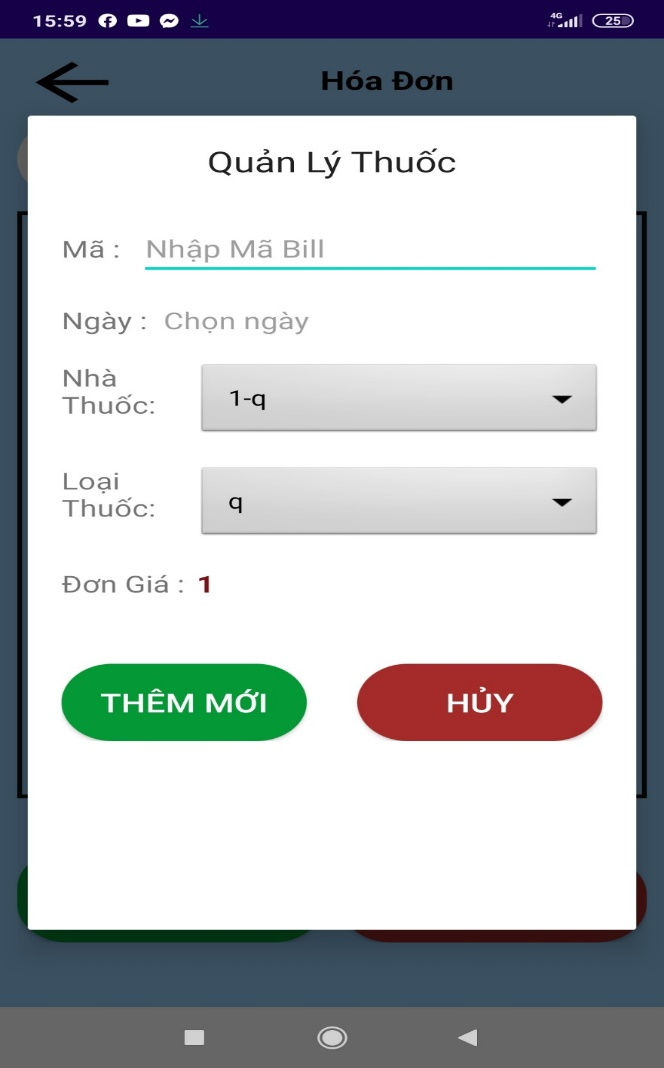 15:59 4G 25
Hóa Đơn
Quản Lý Thuốc
Mã : Nhập Mã Bill
Ngày : Chọn ngày
Nhà
Thuốc:
1-q
Loại
Thuốc:
q
Đơn Giá : 1
THÊM MỚI HỦY